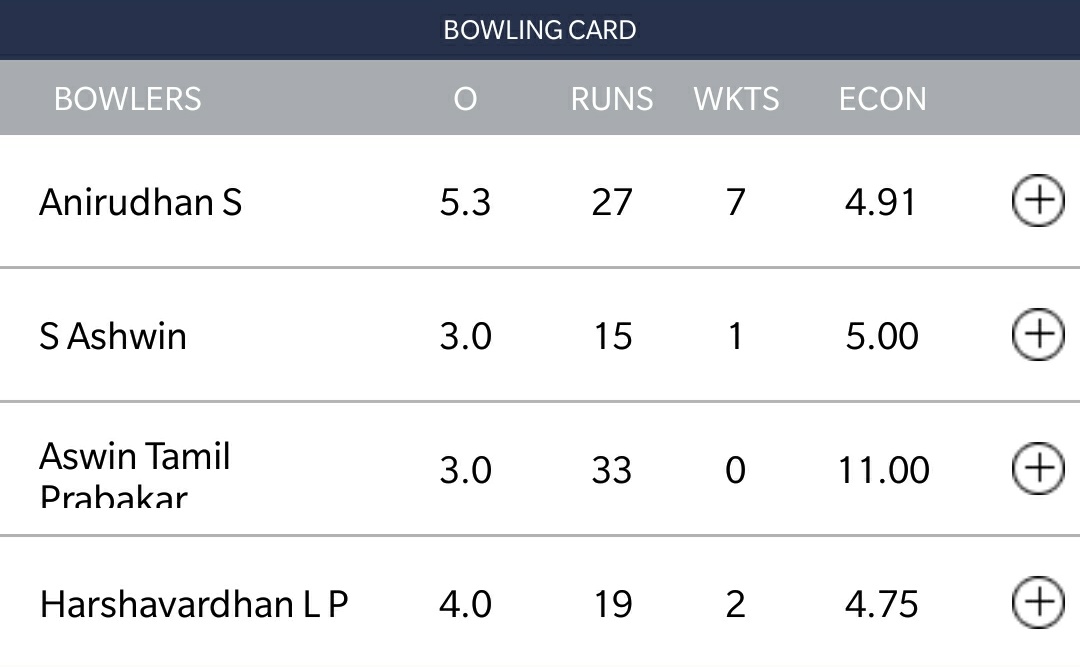 BOWLING CARD
BOWLERS O RUNS WKTS ECON
Anirudhan S 5.3 27 7 4.91
S Ashwin 3.0 15 1 5.00
Aswin Tamil
Prabakar 3.0 33 0 11.00
Harshavardhan L P 4.0 19 2 4.75